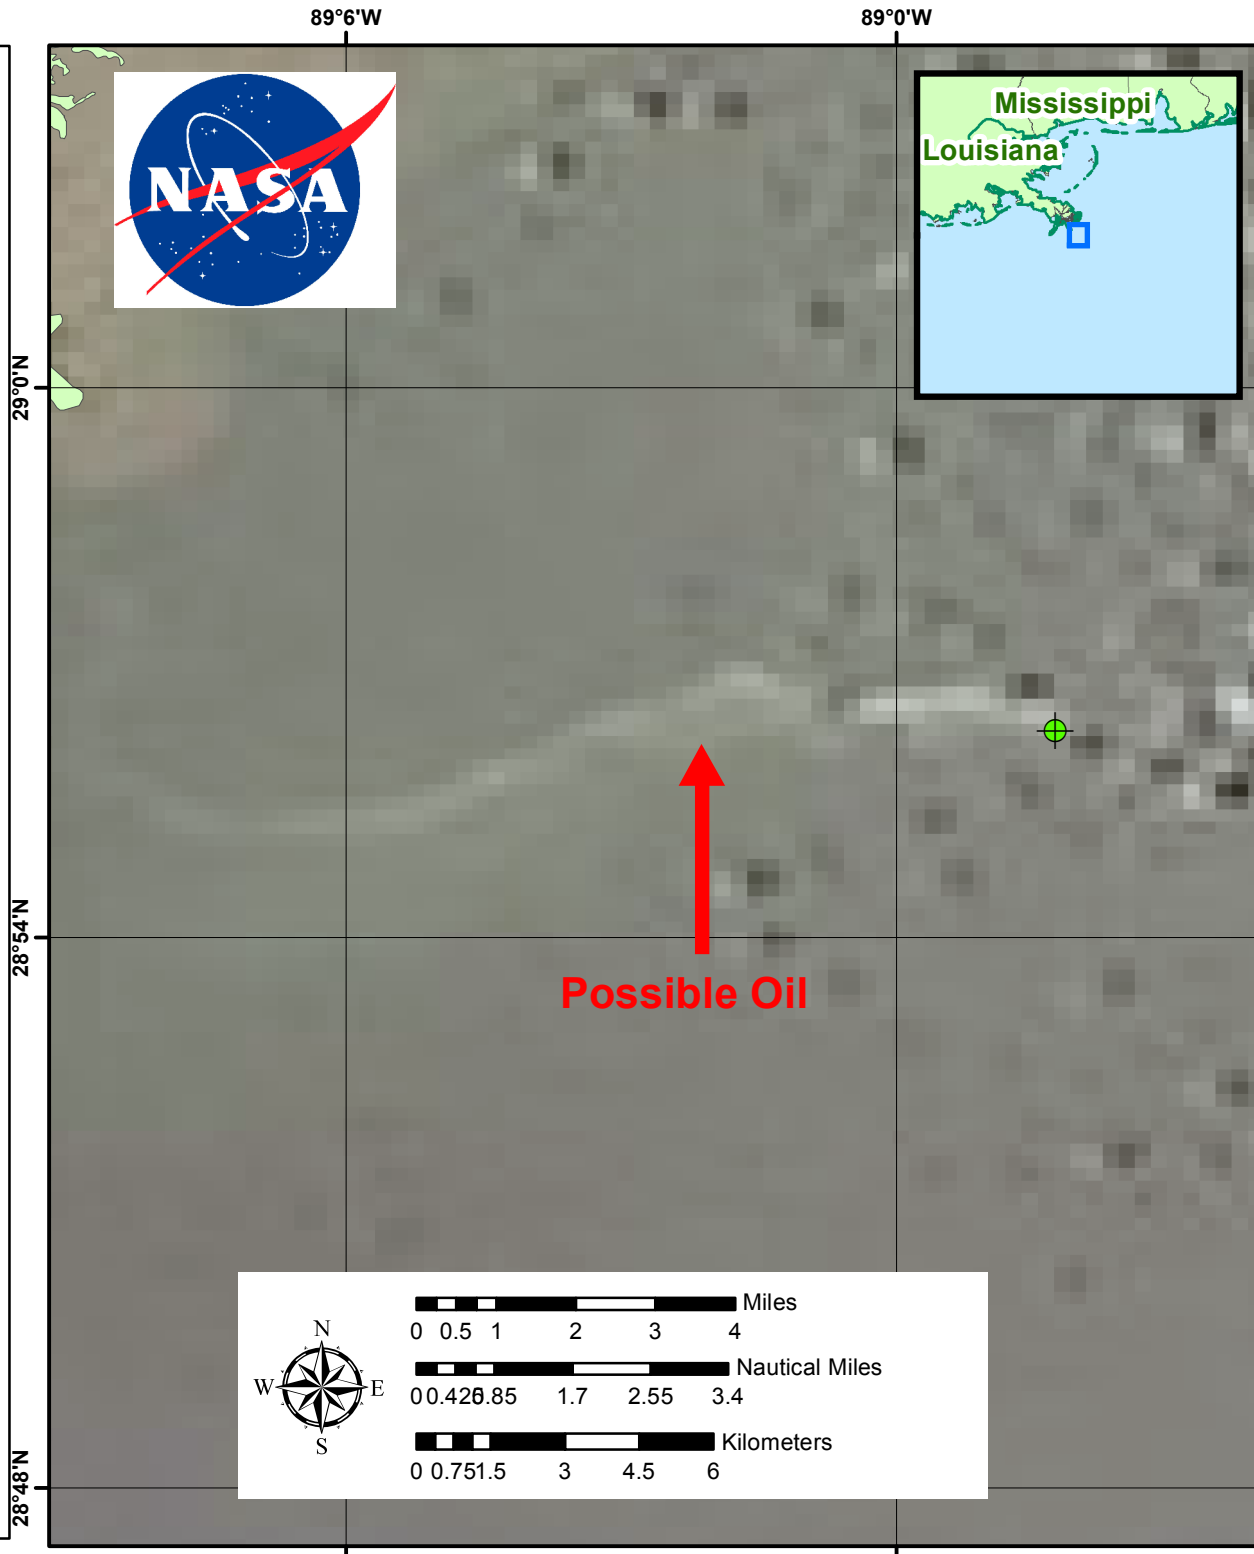 89°6'W
89°0'W
NASA
Mississippi
Louisiana
29°0'N
28°54'N
Possible Oil
28°48'N
N
W
E
S
Miles
0 0.5 1 2 3 4
Nautical Miles
0 0.425 0.85 1.7 2.55 3.4
Kilometers
0 0.75 1.5 3 4.5 6